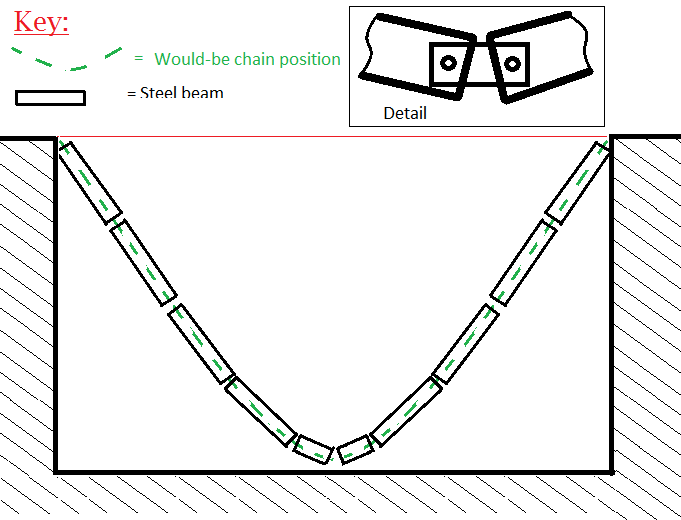 Key:
= Would-be chain position
= Steel beam
Detail